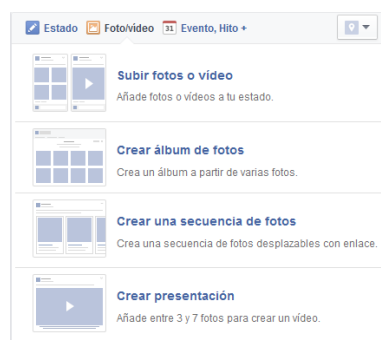 Estado Foto/vídeo 31 Evento, Hito +
Subir fotos o vídeo
Añade fotos o vídeos a tu estado.
Crear álbum de fotos
Crea un álbum a partir de varias fotos.
Crear una secuencia de fotos
Crea una secuencia de fotos desplazables con enlace.
Crear presentación
Añade entre 3 y 7 fotos para crear un vídeo.